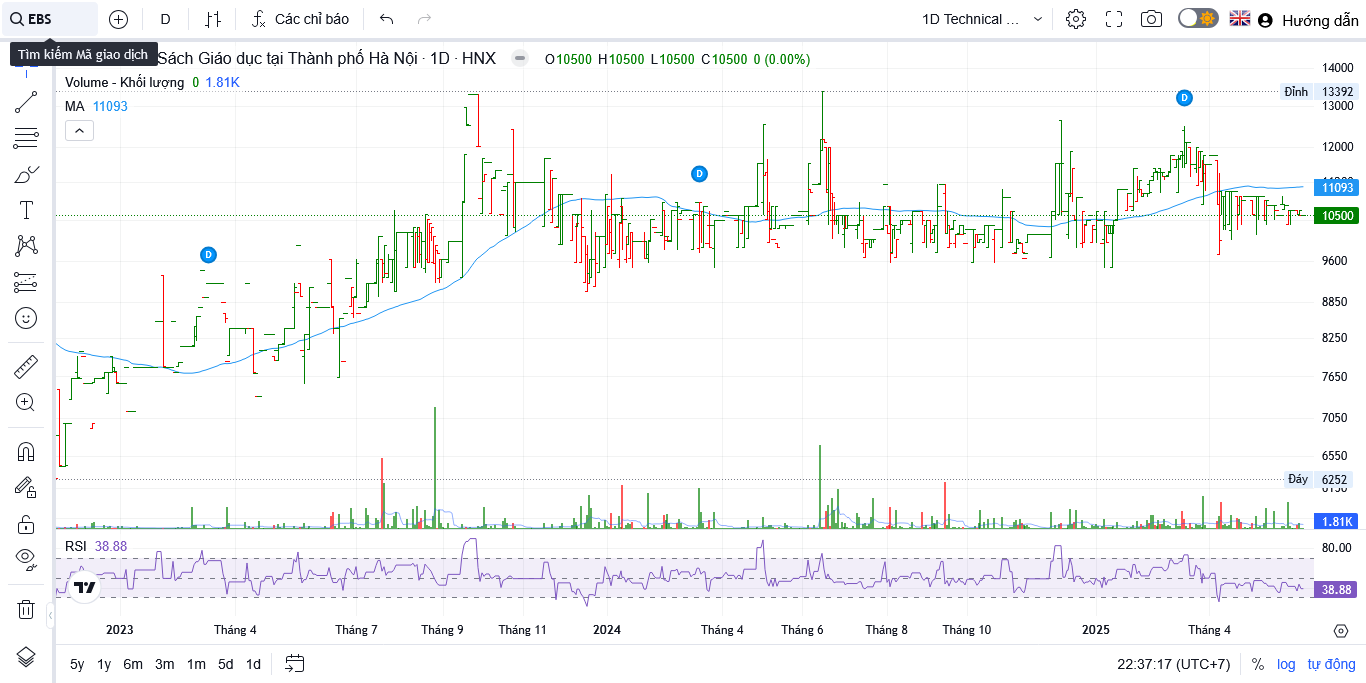 EBS D Các chỉ báo 1D Technical ... Hướng dẫn
Tìm kiếm Mã giao dịch
Sách Giáo dục tại Thành phố Hà Nội · 1D · HNX O10500 H10500 L10500 C10500 0 (0.00%)
Volume - Khối lượng 0 1.81K
MA 11093
14000
Đỉnh 13392
13000
12000
11093
10500
9600
8850
8250
7650
7050
6550
Đáy 6252
1.81K
D
D
D
RSI 38.88
80.00
38.88
2023 Tháng 4 Tháng 7 Tháng 9 Tháng 11 2024 Tháng 4 Tháng 6 Tháng 8 Tháng 10 2025 Tháng 4
5y 1y 6m 3m 1m 5d 1d 22:37:17 (UTC+7) % log tự động